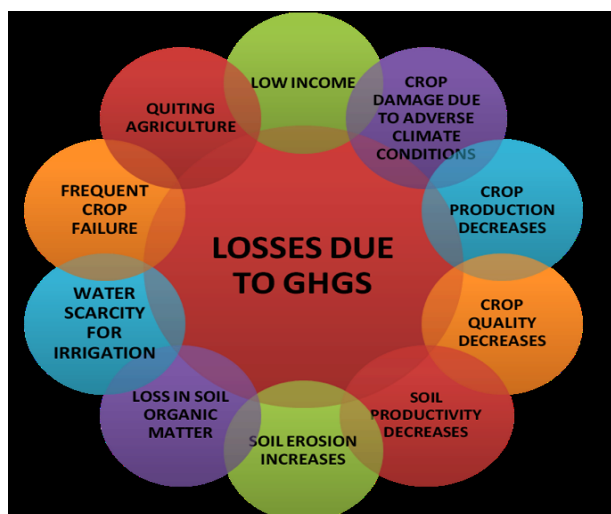 LOW INCOME
CROP
DAMAGE DUE
TO ADVERSE
CLIMATE
CONDITIONS
CROP
PRODUCTION
DECREASES
CROP
QUALITY
DECREASES
SOIL
PRODUCTIVITY
DECREASES
SOIL EROSION
INCREASES
LOSS IN SOIL
ORGANIC
MATTER
WATER
SCARCITY
FOR
IRRIGATION
FREQUENT
CROP
FAILURE
QUITING
AGRICULTURE
LOSSES DUE
TO GHGS